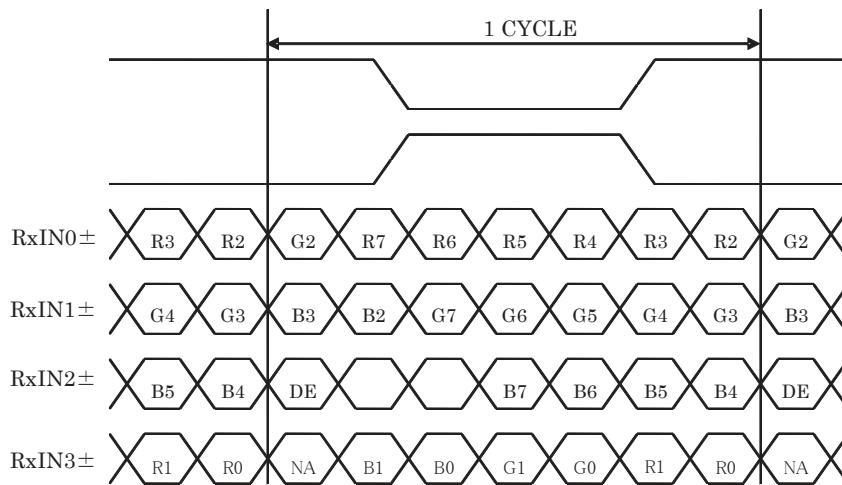 1 CYCLE
RxIN0± R3 R2 G2 R7 R6 R5 R4 R3 R2 G2
RxIN1± G4 G3 B3 B2 G7 G6 G5 G4 G3 B3
RxIN2± B5 B4 DE B7 B6 B5 B4 DE
RxIN3± R1 R0 NA B1 B0 G1 G0 R1 R0 NA